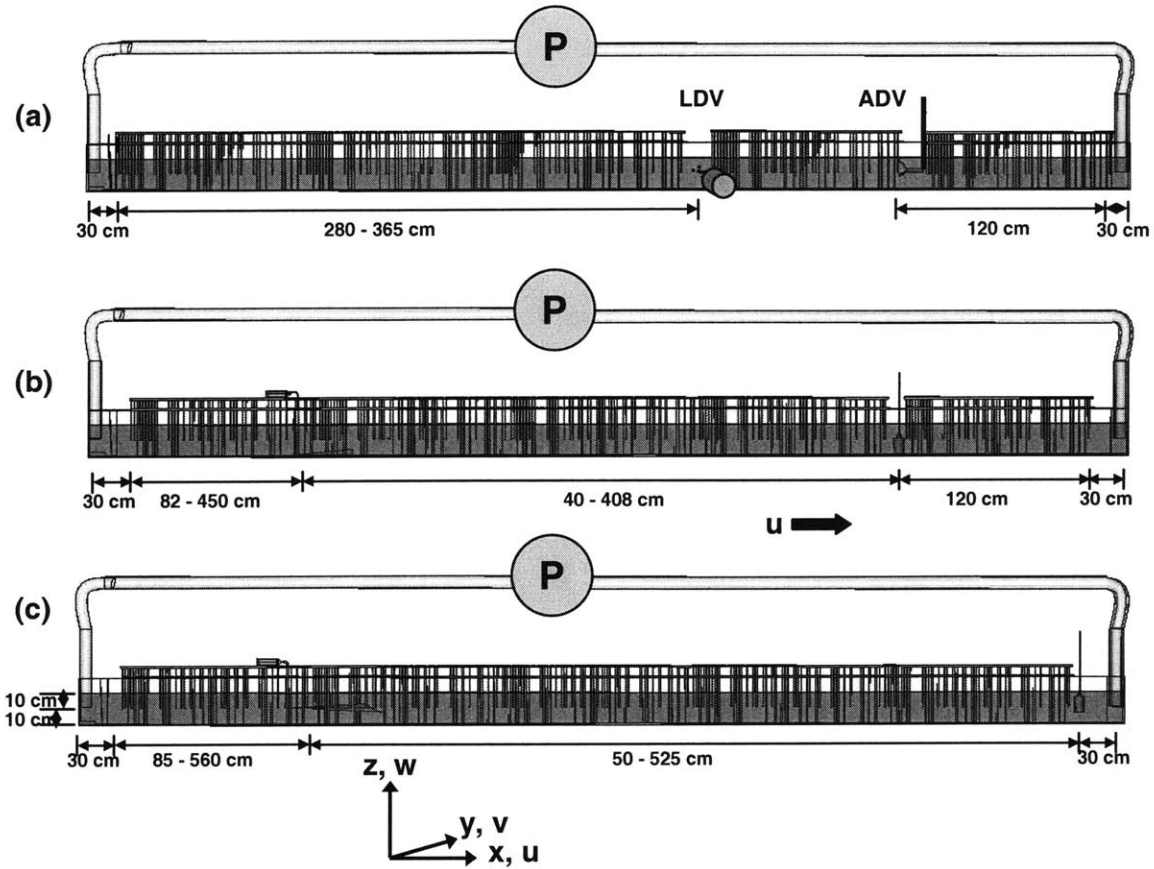 P
(a)
LDV
ADV
30 cm
280 - 365 cm
120 cm
30 cm
P
(b)
30 cm
82 - 450 cm
40 - 408 cm
120 cm
30 cm
u
P
(c)
10 cm
10 cm
30 cm
85 - 560 cm
50 - 525 cm
30 cm
z, w
y, v
x, u